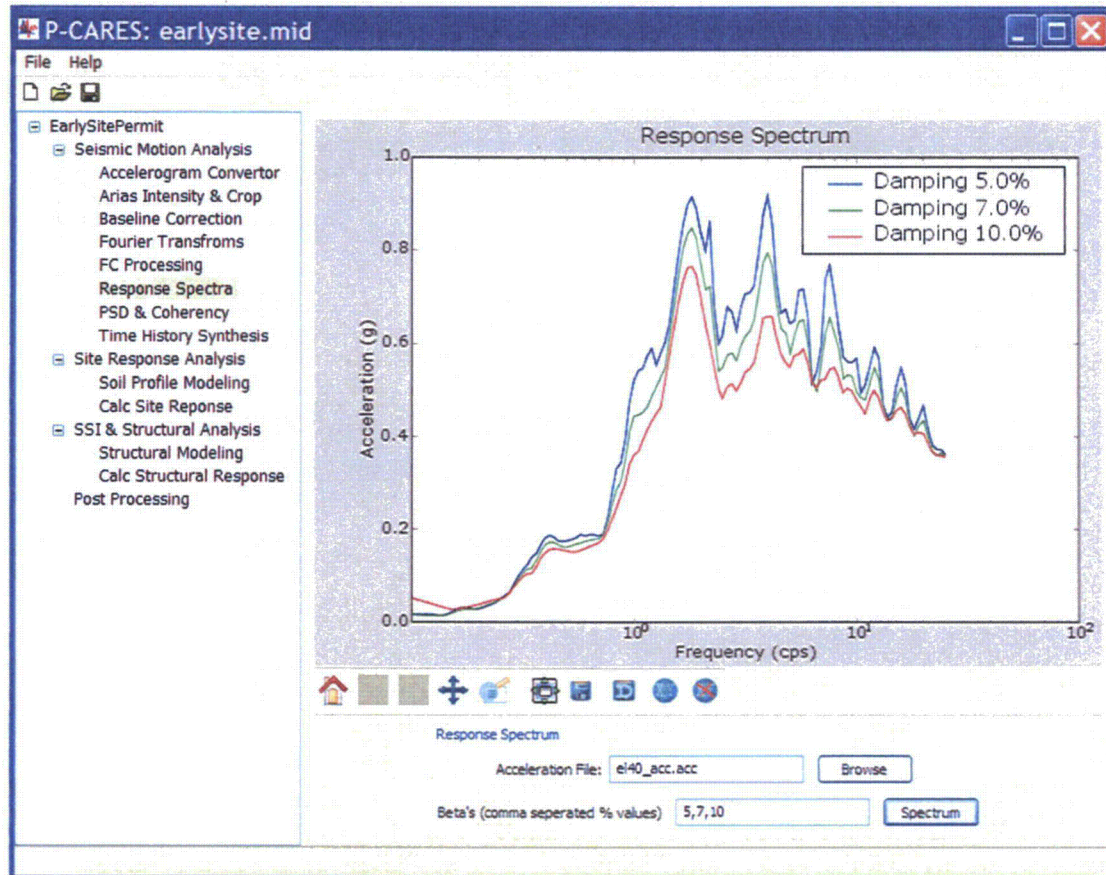 P-CARES: earlysite.mid
File Help
EarlySitePermit
Seismic Motion Analysis
Accelerogram Convertor
Arias Intensity & Crop
Baseline Correction
Fourier Transfroms
FC Processing
Response Spectra
PSD & Coherency
Time History Synthesis
Site Response Analysis
Soil Profile Modeling
Calc Site Reponse
SSI & Structural Analysis
Structural Modeling
Calc Structural Response
Post Processing
Response Spectrum
1.0
0.8
0.6
0.4
0.2
0.0
Acceleration (g)
Damping 5.0%
Damping 7.0%
Damping 10.0%
10⁰ 10¹ 10²
Frequency (cps)
Response Spectrum
Acceleration File: el40_acc.acc Browse
Beta's (comma seperated % values) 5,7,10 Spectrum